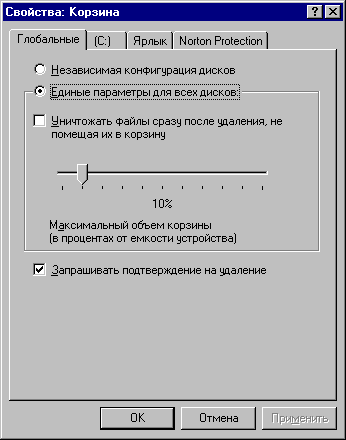 Свойства: Корзина
Глобальные (C:) Ярлык Norton Protection
Независимая конфигурация дисков
Единые параметры для всех дисков:
Уничтожать файлы сразу после удаления, не
помещая их в корзину
10%
Максимальный объем корзины
(в процентах от емкости устройства)
Запрашивать подтверждение на удаление
OK Отмена Применить